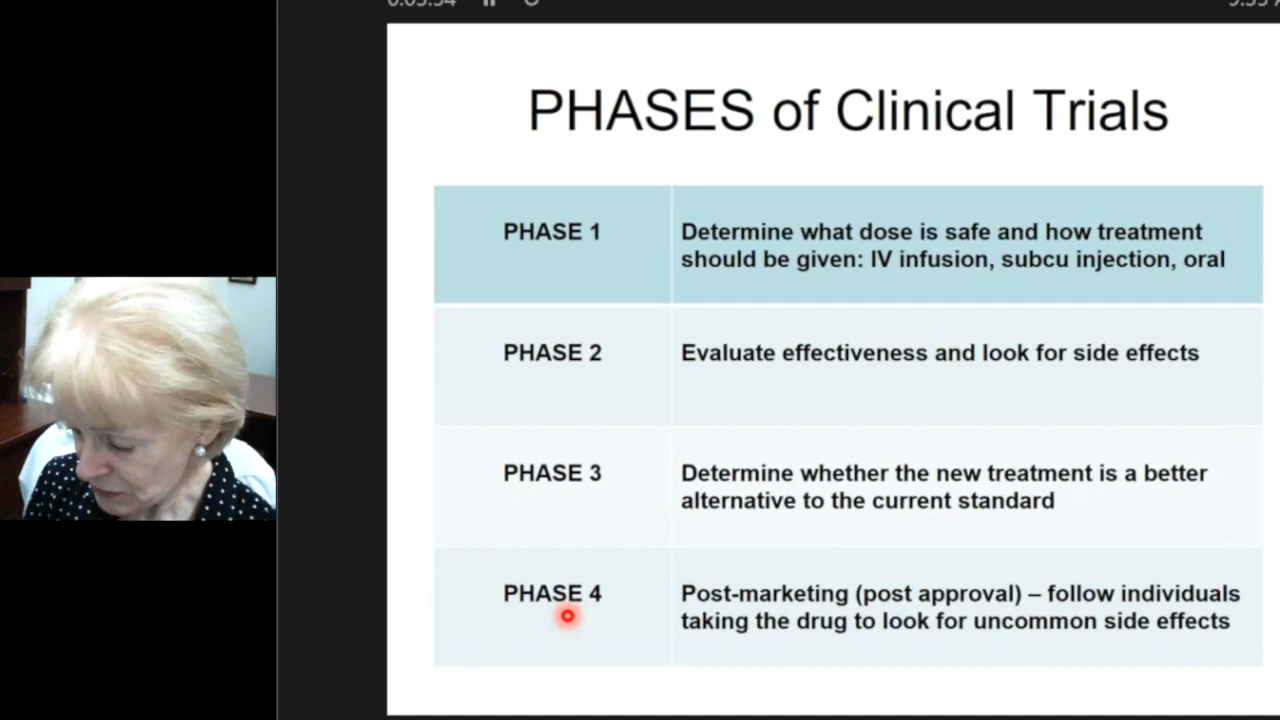 PHASES of Clinical Trials
PHASE 1
Determine what dose is safe and how treatment
should be given: IV infusion, subcu injection, oral
PHASE 2
Evaluate effectiveness and look for side effects
PHASE 3
Determine whether the new treatment is a better
alternative to the current standard
PHASE 4
Post-marketing (post approval) – follow individuals
taking the drug to look for uncommon side effects